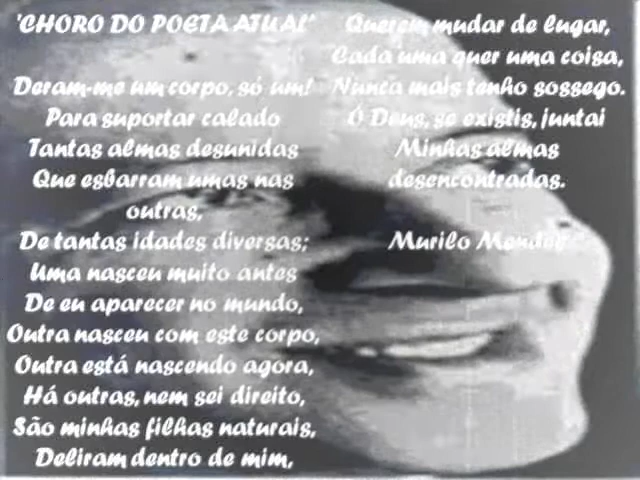 'CHORO DO POETA ATUAL'
Deram-me um corpo, só um!
Para suportar calado
Tantas almas desunidas
Que esbarram umas nas
outras,
De tantas idades diversas;
Uma nasceu muito antes
De eu aparecer no mundo,
Outra nasceu com este corpo,
Outra está nascendo agora,
Há outras, nem sei direito,
São minhas filhas naturais,
Deliram dentro de mim,
Querem mudar de lugar,
Cada uma quer uma coisa,
Nunca mais tenho sossego.
Ó Deus, se existis, juntai
Minhas almas
desencontradas.
Murilo Mendes